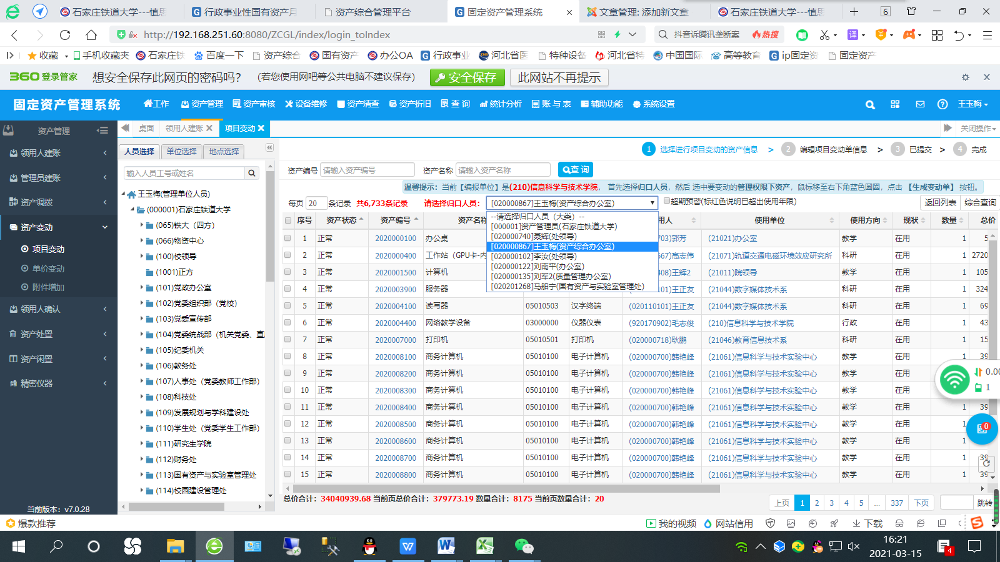 石家庄铁道大学---慎思
行政事业性国有资产月
资产综合管理平台
固定资产管理系统
文章管理: 添加新文章
石家庄铁道大学---慎思
6
http://192.168.251.60:8080/ZCGL/index/login_toIndex
抖音诉腾讯垄断案
热搜
译
收藏
手机收藏夹
石家庄铁
百度一下
资产综合
国有资产
办公OA
行政事业
河北省医
特种设备
河北省特
中国国际
高等教育
ip固定资
固定资产
360登录管家
想安全保存此网页的密码吗?
（若您使用网吧等公共电脑不建议保存）
安全保存
此网站不再提示
固定资产管理系统
工作
资产管理
资产审核
设备维修
资产清查
资产折旧
查 询
统计分析
账 与 表
辅助功能
系统设置
王玉梅
资产管理
桌面
领用人建账
项目变动
关闭操作
领用人建账
管理员建账
资产调拨
资产变动
项目变动
单价变动
附件增加
领用人确认
资产处置
资产闲置
精密仪器
当前版本：v7.0.28
人员选择
单位选择
地点选择
输入人员工号或姓名
王玉梅(管理单位人员)
(000001)石家庄铁道大学
(065)铁大（四方）
(066)物资中心
(100)校领导
(1001)正方
(101)党政办公室
(102)党委组织部（党校）
(103)党委宣传部
(104)党委统战部（机关党委、直
(105)纪委机关
(106)教务处
(107)人事处（党委教师工作部）
(108)科技处
(109)发展规划与学科建设处
(110)学生处（党委学生工作部）
(111)研究生学院
(112)财务处
(113)国有资产与实验室管理处
(114)校园建设管理处
1 选择进行项目变动的资产信息 > 2 编辑项目变动单信息 > 3 已提交 > 4 完成
资产编号 请输入资产编号 资产名称 请输入资产名称 查 询
温馨提示：当前【编报单位】是(210)信息科学与技术学院， 首先选择归口人员，然后 选中要变动的管理权限下资产，鼠标移至右下角蓝色圆圈，点击 【生成变动单】 按钮。
每页 20 条记录 共6,733条记录 请选择归口人员： [020000867]王玉梅(资产综合办公室) 超期预警(标红色说明已超出使用年限) 返回列表 综合查询
--请选择归口人员（大类）--
[000001]资产管理员(石家庄铁道大学)
[020000740]聂辉(处领导)
[020000867]王玉梅(资产综合办公室)
[020000102]李汝(处领导)
[020000122]刘南平(办公室)
[020000135]刘军2(质量管理办公室)
[020201268]马舶宁(国有资产与实验室管理处)
序号 资产状态 资产编号 资产名称 用人 使用单位 使用方向 现状 数量 总价
1 正常 2020000100 办公桌 703)郭芳 (21021)办公室 教学 在用 1 5
2 正常 2020000400 工作站（GPU卡-内 567)高志伟 (21071)轨道交通电磁环境效应研究所 科研 在用 1 2720
3 正常 2020001500 计算机 408)王辉2 (21011)院领导 教学 在用 1 105
4 正常 2020003900 服务器 (020110101)王正友 (21044)数字媒体技术系 科研 在用 1 324
5 正常 2020004100 读写器 05010503 汉字终端 (020110101)王正友 (21044)数字媒体技术系 科研 在用 1 69
6 正常 2020004400 网络教学设备 03000000 仪器仪表 (920170902)毛志俊 (210)信息科学与技术学院 行政 在用 1 43
7 正常 2020007000 打印机 05010501 打印机 (020000718)耿鹏 (21046)教育信息技术系 科研 在用 1 15
8 正常 2020008100 商务计算机 05010100 电子计算机 (020000700)韩艳峰 (21061)信息科学与技术实验中心 教学 在用 1 39
9 正常 2020008200 商务计算机 05010100 电子计算机 (020000700)韩艳峰 (21061)信息科学与技术实验中心 教学 在用 1
10 正常 2020008300 商务计算机 05010100 电子计算机 (020000700)韩艳峰 (21061)信息科学与技术实验中心 教学 在用 1
11 正常 2020008400 商务计算机 05010100 电子计算机 (020000700)韩艳峰 (21061)信息科学与技术实验中心 教学 在用 1 39
12 正常 2020008500 商务计算机 05010100 电子计算机 (020000700)韩艳峰 (21061)信息科学与技术实验中心 教学 在用 1
13 正常 2020008600 商务计算机 05010100 电子计算机 (020000700)韩艳峰 (21061)信息科学与技术实验中心 教学 在用 1
14 正常 2020008700 商务计算机 05010100 电子计算机 (020000700)韩艳峰 (21061)信息科学与技术实验中心 教学 在用 1 39
15 正常 2020008800 商务计算机 05010100 电子计算机 (020000700)韩艳峰 (21061)信息科学与技术实验中心 教学 在用 1 39
0.00
1
0
总价合计：34040939.68 当前页总价合计：379773.19 数量合计：8175 当前页数量合计：20
上页 1 2 3 4 5 ... 337 下页 跳转
爆款推荐
我的视频
网站信用
下载
16:21
2021-03-15
4